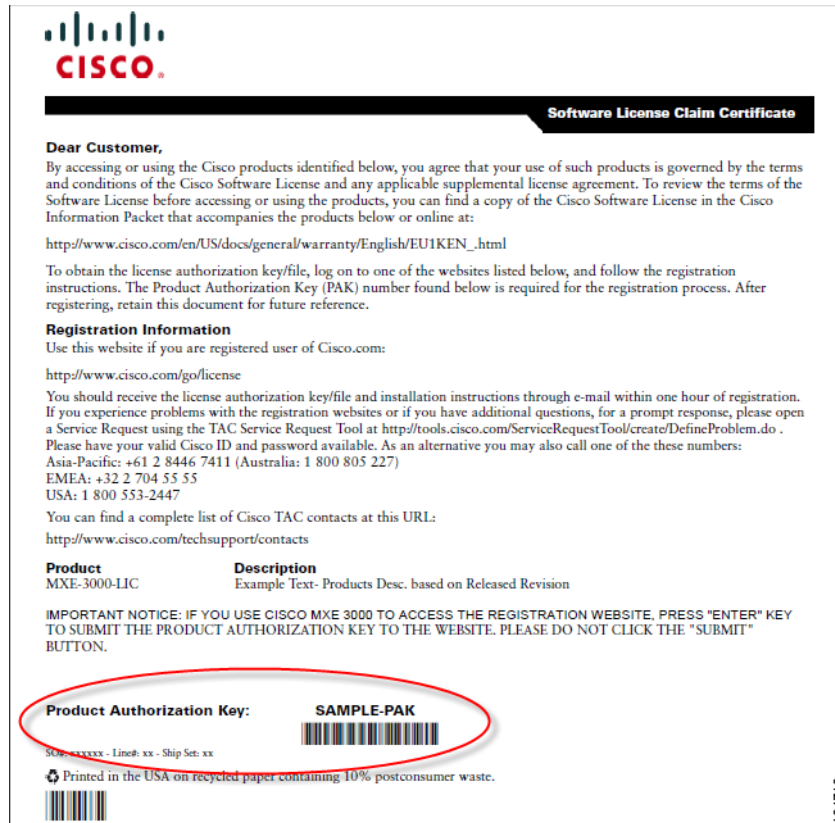 CISCO.
Software License Claim Certificate
Dear Customer,
By accessing or using the Cisco products identified below, you agree that your use of such products is governed by the terms
and conditions of the Cisco Software License and any applicable supplemental license agreement. To review the terms of the
Software License before accessing or using the products, you can find a copy of the Cisco Software License in the Cisco
Information Packet that accompanies the products below or online at:
http://www.cisco.com/en/US/docs/general/warranty/English/EU1KEN_.html
To obtain the license authorization key/file, log on to one of the websites listed below, and follow the registration
instructions. The Product Authorization Key (PAK) number found below is required for the registration process. After
registering, retain this document for future reference.
Registration Information
Use this website if you are registered user of Cisco.com:
http://www.cisco.com/go/license
You should receive the license authorization key/file and installation instructions through e-mail within one hour of registration.
If you experience problems with the registration websites or if you have additional questions, for a prompt response, please open
a Service Request using the TAC Service Request Tool at http://tools.cisco.com/ServiceRequestTool/create/DefineProblem.do .
Please have your valid Cisco ID and password available. As an alternative you may also call one of the these numbers:
Asia-Pacific: +61 2 8446 7411 (Australia: 1 800 805 227)
EMEA: +32 2 704 55 55
USA: 1 800 553-2447
You can find a complete list of Cisco TAC contacts at this URL:
http://www.cisco.com/techsupport/contacts
Product Description
MXE-3000-LIC Example Text- Products Desc. based on Released Revision
IMPORTANT NOTICE: IF YOU USE CISCO MXE 3000 TO ACCESS THE REGISTRATION WEBSITE, PRESS "ENTER" KEY
TO SUBMIT THE PRODUCT AUTHORIZATION KEY TO THE WEBSITE. PLEASE DO NOT CLICK THE "SUBMIT"
BUTTON.
Product Authorization Key: SAMPLE-PAK
SO#: xxxxxx - Line#: xx - Ship Set: xx
Printed in the USA on recycled paper containing 10% postconsumer waste.